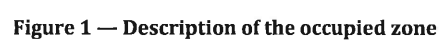 Figure 1 — Description of the occupied zone